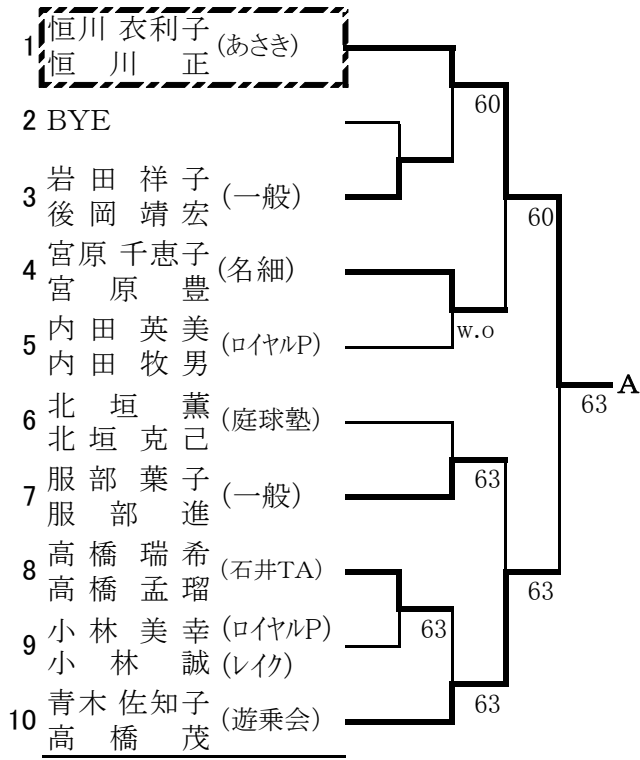 1 恒川 衣利子 (あさき)
恒 川 正
60
2 BYE
3 岩 田 祥 子 (一般)
後 岡 靖 宏
60
4 宮原 千恵子 (名細)
宮 原 豊
w.o
5 内 田 英 美 (ロイヤルP)
内 田 牧 男
A
63
6 北 垣 薫 (庭球塾)
北 垣 克 己
63
7 服 部 葉 子 (一般)
服 部 進
8 高 橋 瑞 希 (石井TA)
高 橋 孟 瑠
63
63
9 小 林 美 幸 (ロイヤルP)
小 林 誠 (レイク)
63
10 青木 佐知子 (遊乗会)
高 橋 茂